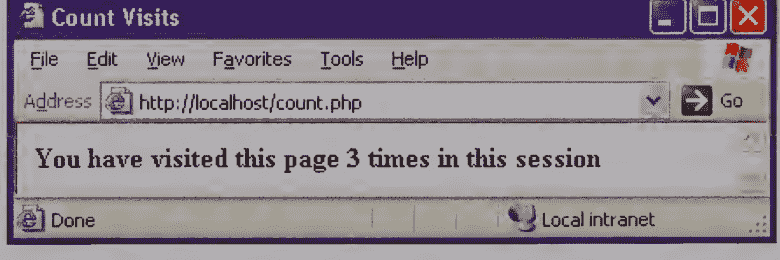 Count Visits
File Edit View Favorites Tools Help
Address http://localhost/count.php Go
You have visited this page 3 times in this session
Done Local intranet